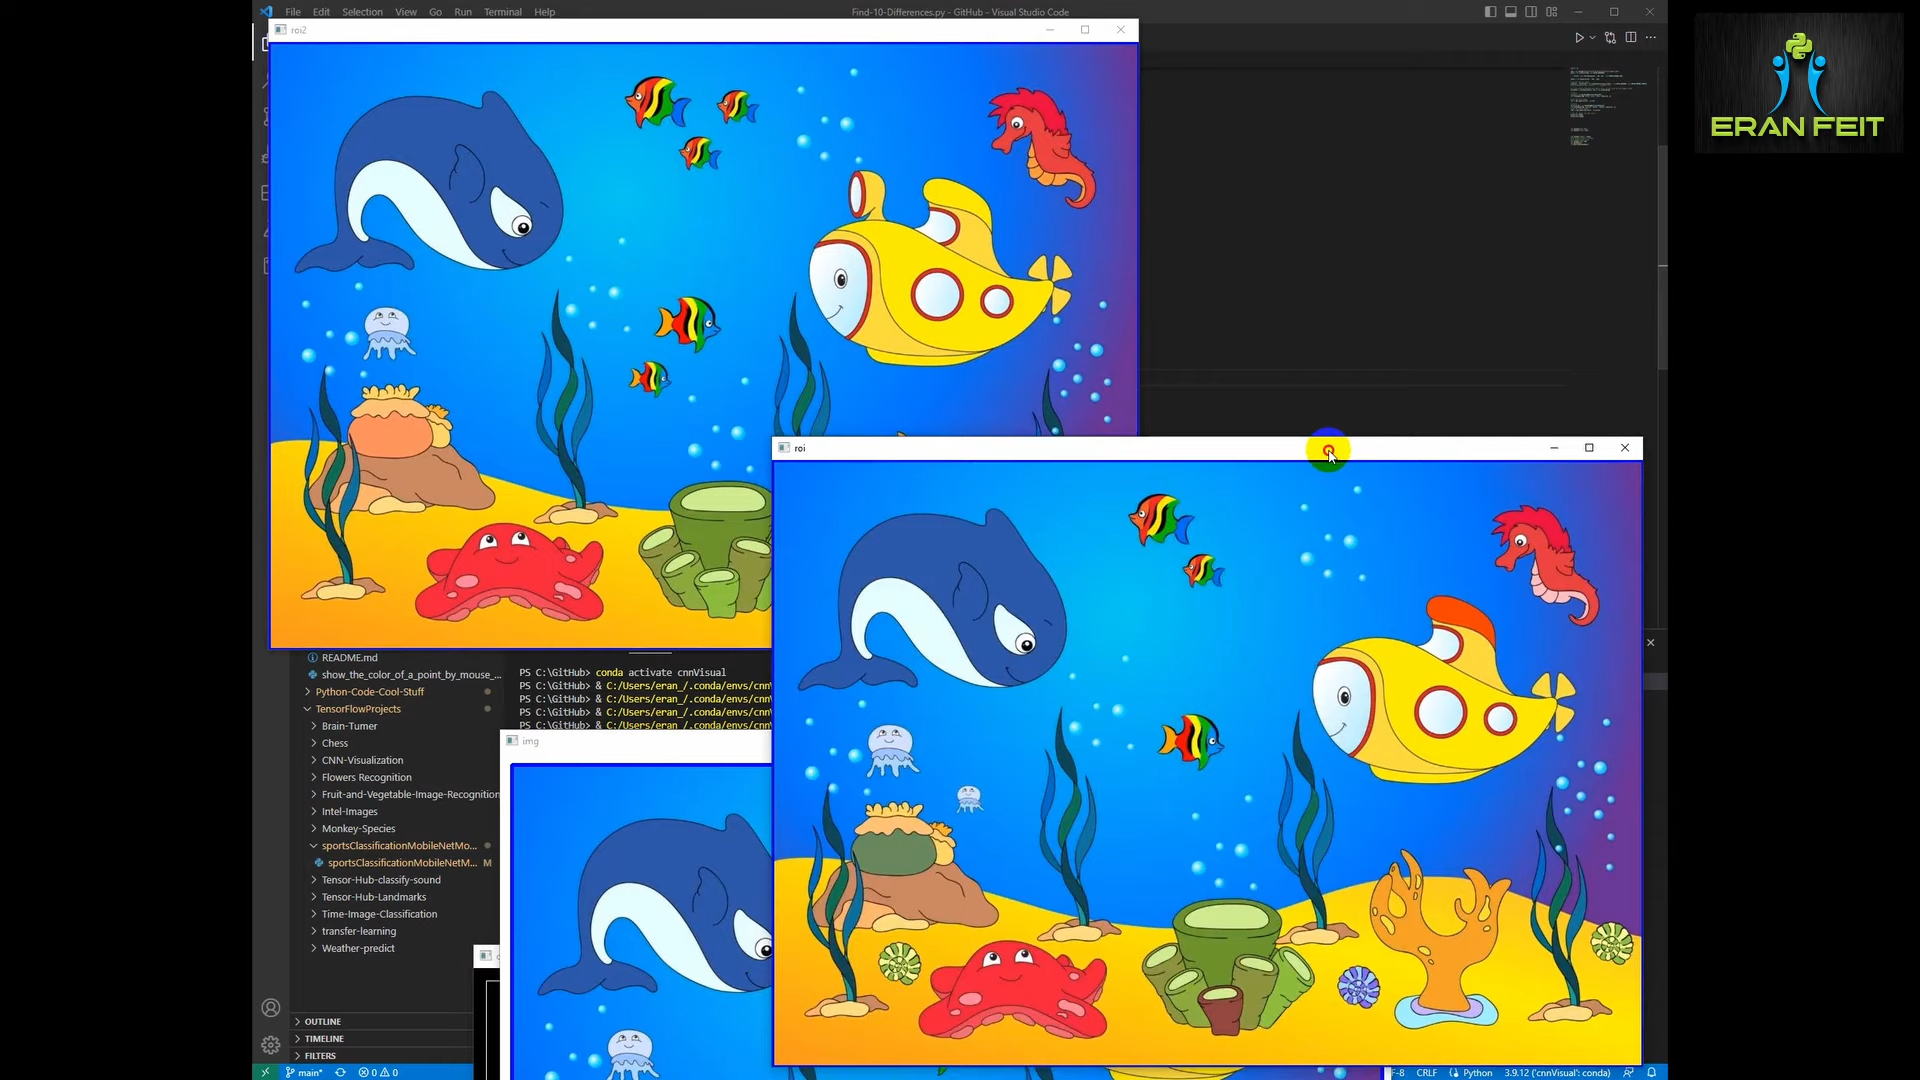 File Edit Selection View Go Run Terminal Help
Find-10-Differences.py - GitHub - Visual Studio Code
roi2
ERAN FEIT
roi
README.md
show_the_color_of_a_point_by_mouse_...
Python-Code-Cool-Stuff
TensorFlowProjects
Brain-Tumer
Chess
CNN-Visualization
Flowers Recognition
Fruit-and-Vegetable-Image-Recognition
Intel-Images
Monkey-Species
sportsClassificationMobileNetMo...
sportsClassificationMobileNetM... M
Tensor-Hub-classify-sound
Tensor-Hub-Landmarks
Time-Image-Classification
transfer-learning
Weather-predict
OUTLINE
TIMELINE
FILTERS
PS C:\GitHub> conda activate cnnVisual
PS C:\GitHub> & C:/Users/eran_/.conda/envs/cnn
PS C:\GitHub> & C:/Users/eran_/.conda/envs/cnn
PS C:\GitHub> & C:/Users/eran_/.conda/envs/cnn
PS C:\GitHub> & C:/Users/eran_/.conda/envs/cnn
img
main* 0 0
F-8 CRLF Python 3.9.12 ('cnnVisual': conda)